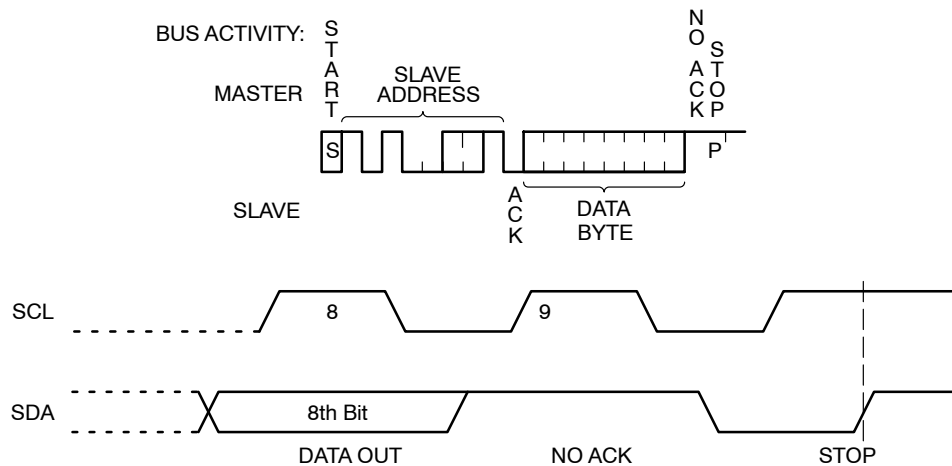 BUS ACTIVITY:
MASTER
START
SLAVE
ADDRESS
NO ACK
STOP
S
P
SLAVE
ACK
DATA
BYTE
SCL
8
9
SDA
8th Bit
DATA OUT
NO ACK
STOP